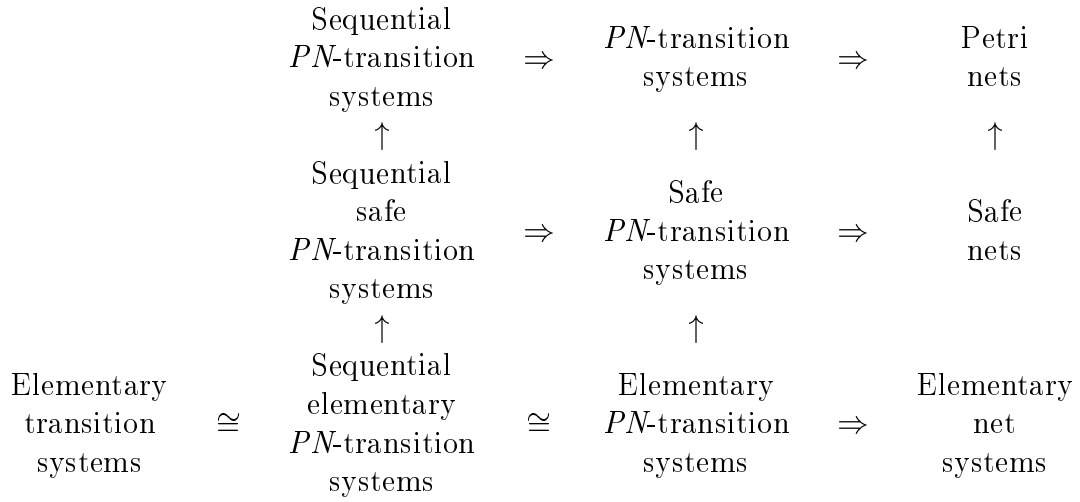 Sequential
PN-transition
systems
⇒
PN-transition
systems
⇒
Petri
nets
↑
↑
↑
Sequential
safe
PN-transition
systems
⇒
Safe
PN-transition
systems
⇒
Safe
nets
↑
↑
Elementary
transition
systems
≅
Sequential
elementary
PN-transition
systems
≅
Elementary
PN-transition
systems
⇒
Elementary
net
systems